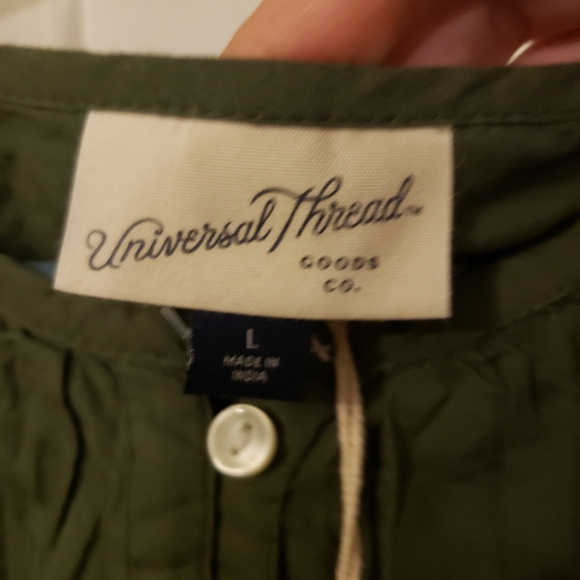 Universal Thread™
GOODS
CO.
L
MADE IN
INDIA